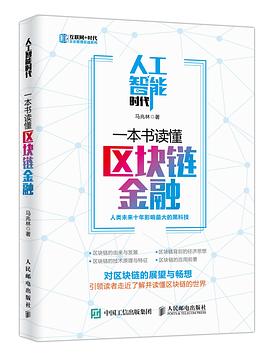 互联网+时代
人工智能时代
一本书读懂
区块链金融
马兆林◎著
人民邮电出版社
人工
智能
时代
马兆林◎著
一本书读懂
区块链
金融
人类未来十年影响最大的黑科技
•区块链的由来与发展
•区块链背后的经济思想
•区块链的技术原理与特征
•区块链的应用前景
对区块链的展望与畅想
引领读者走近了解并读懂区块链的世界
中国工信出版集团
人民邮电出版社